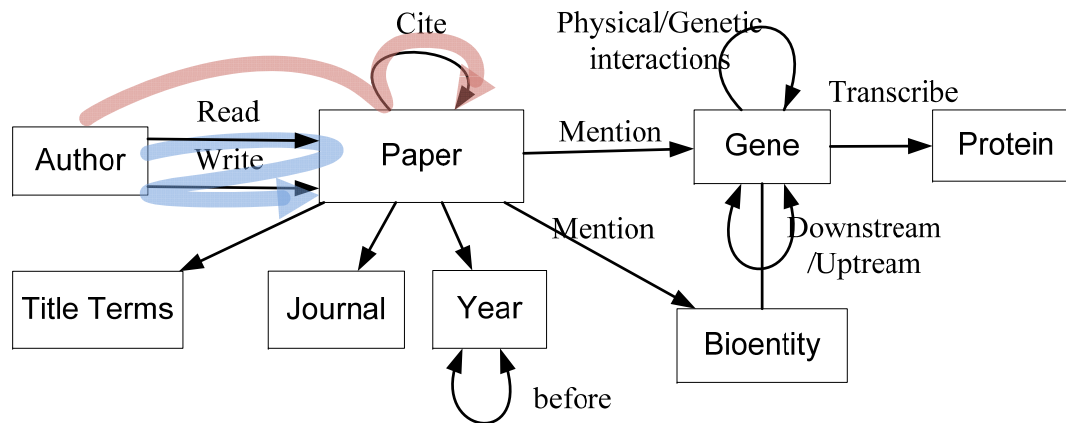 Cite
Physical/Genetic
interactions
Read
Transcribe
Author
Write
Paper
Mention
Gene
Protein
Mention
Downstream
/Uptream
Title Terms
Journal
Year
Bioentity
before